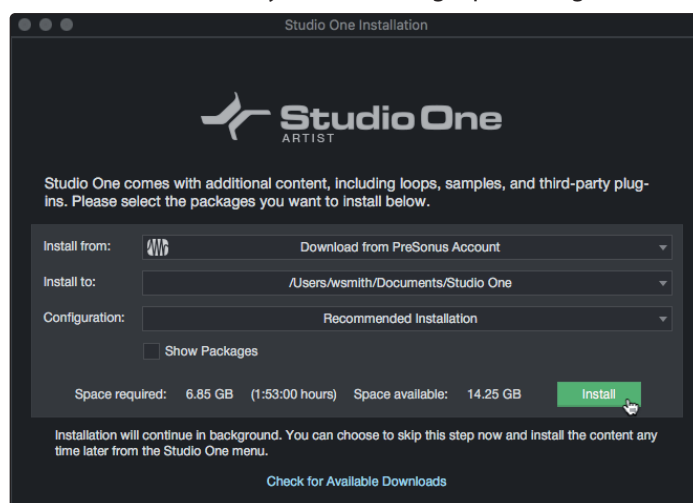 Studio One Installation
Studio One
ARTIST
Studio One comes with additional content, including loops, samples, and third-party plug-
ins. Please select the packages you want to install below.
Install from: Download from PreSonus Account
Install to: /Users/wsmith/Documents/Studio One
Configuration: Recommended Installation
Show Packages
Space required: 6.85 GB (1:53:00 hours) Space available: 14.25 GB Install
Installation will continue in background. You can choose to skip this step now and install the content any
time later from the Studio One menu.
Check for Available Downloads